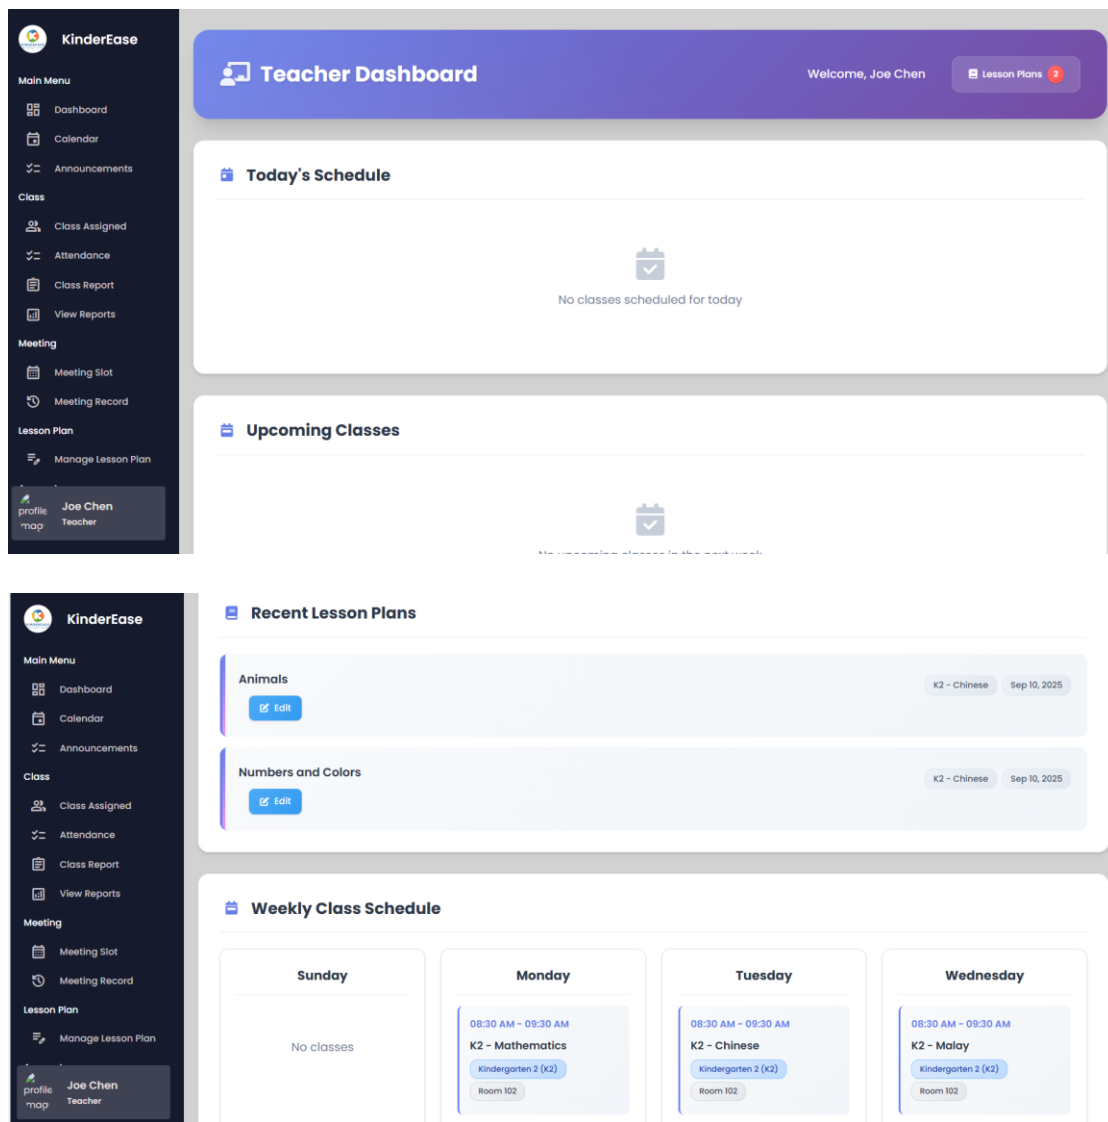 KinderEase
Main Menu
Dashboard
Calendar
Announcements
Class
Class Assigned
Attendance
Class Report
View Reports
Meeting
Meeting Slot
Meeting Record
Lesson Plan
Manage Lesson Plan
profile
map
Joe Chen
Teacher
Teacher Dashboard
Welcome, Joe Chen
Lesson Plans 2
Today's Schedule
No classes scheduled for today
Upcoming Classes
No upcoming classes in the next week
KinderEase
Main Menu
Dashboard
Calendar
Announcements
Class
Class Assigned
Attendance
Class Report
View Reports
Meeting
Meeting Slot
Meeting Record
Lesson Plan
Manage Lesson Plan
profile
map
Joe Chen
Teacher
Recent Lesson Plans
Animals
Edit
K2 - Chinese Sep 10, 2025
Numbers and Colors
Edit
K2 - Chinese Sep 10, 2025
Weekly Class Schedule
Sunday
No classes
Monday
08:30 AM - 09:30 AM
K2 - Mathematics
Kindergarten 2 (K2)
Room 102
Tuesday
08:30 AM - 09:30 AM
K2 - Chinese
Kindergarten 2 (K2)
Room 102
Wednesday
08:30 AM - 09:30 AM
K2 - Malay
Kindergarten 2 (K2)
Room 102